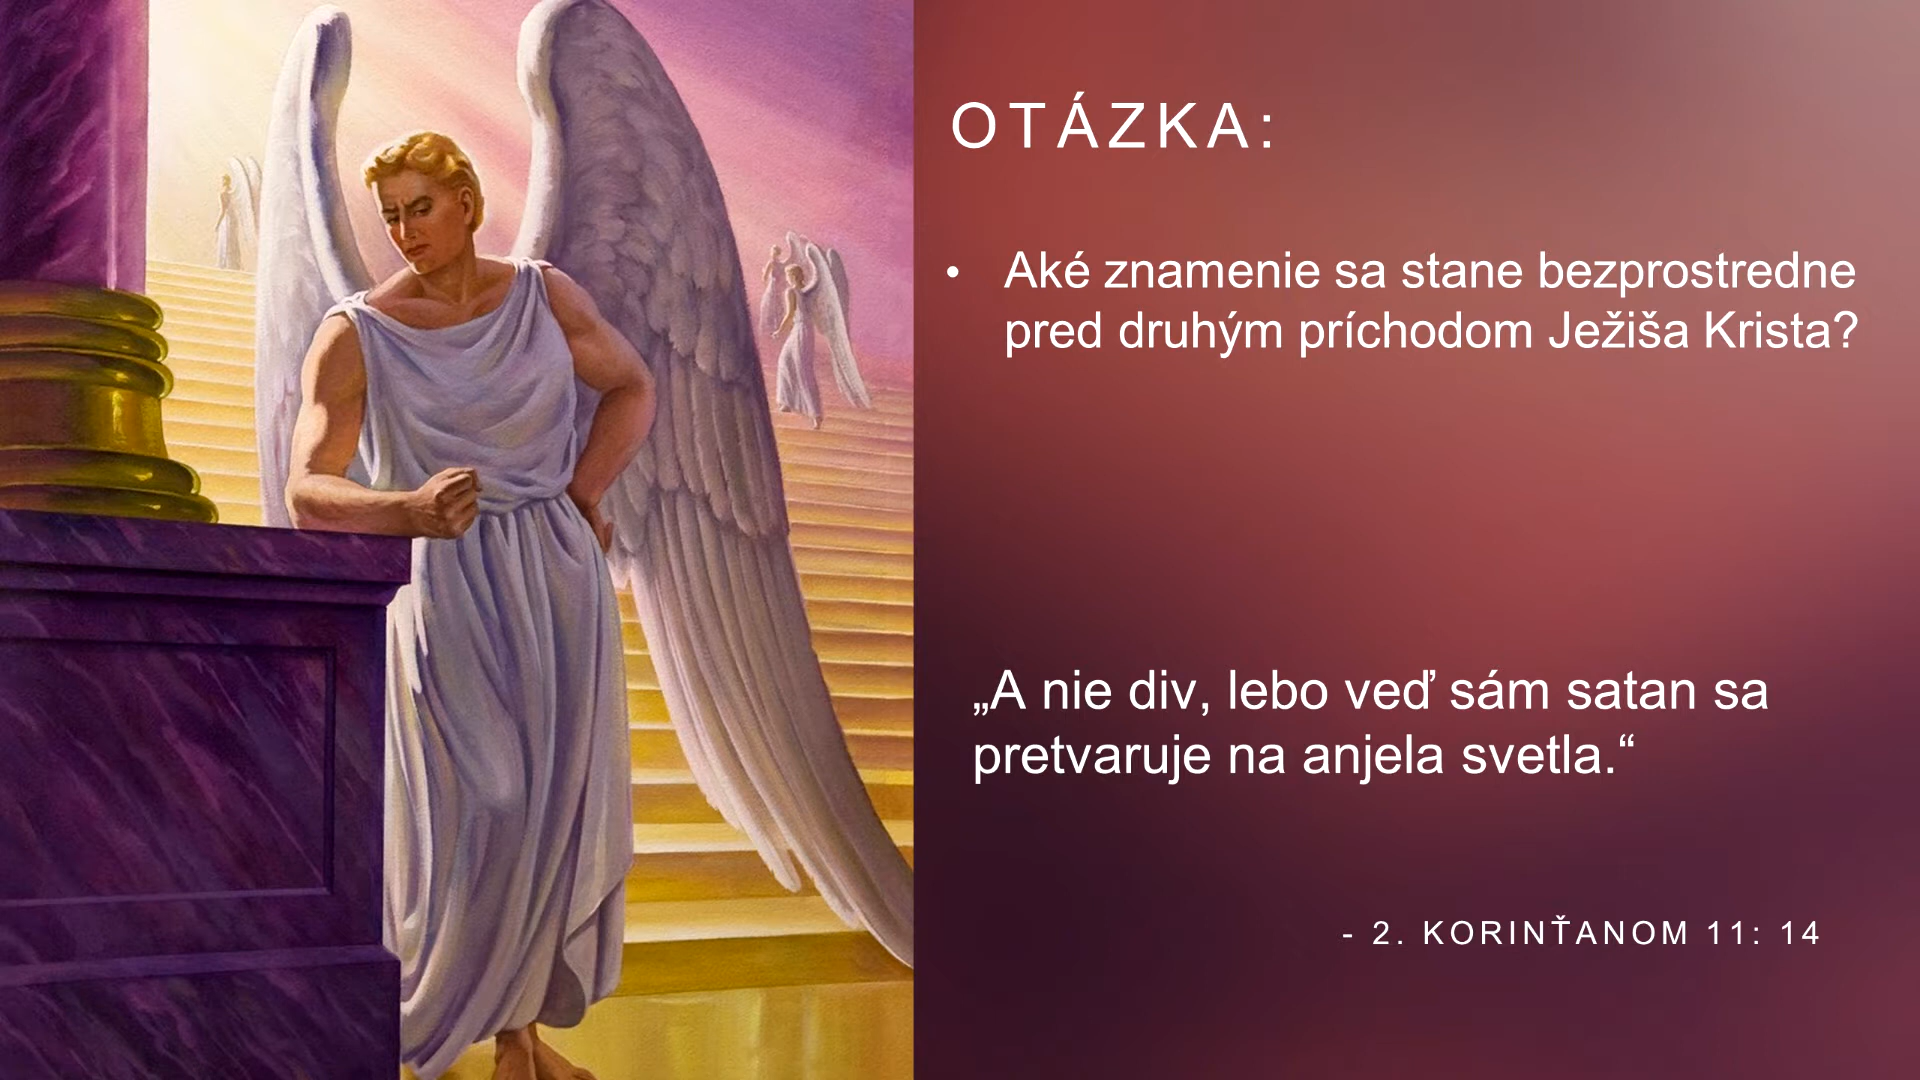 OTÁZKA:
• Aké znamenie sa stane bezprostredne
pred druhým príchodom Ježiša Krista?
„A nie div, lebo veď sám satan sa
pretvaruje na anjela svetla.“
- 2. KORINŤANOM 11: 14